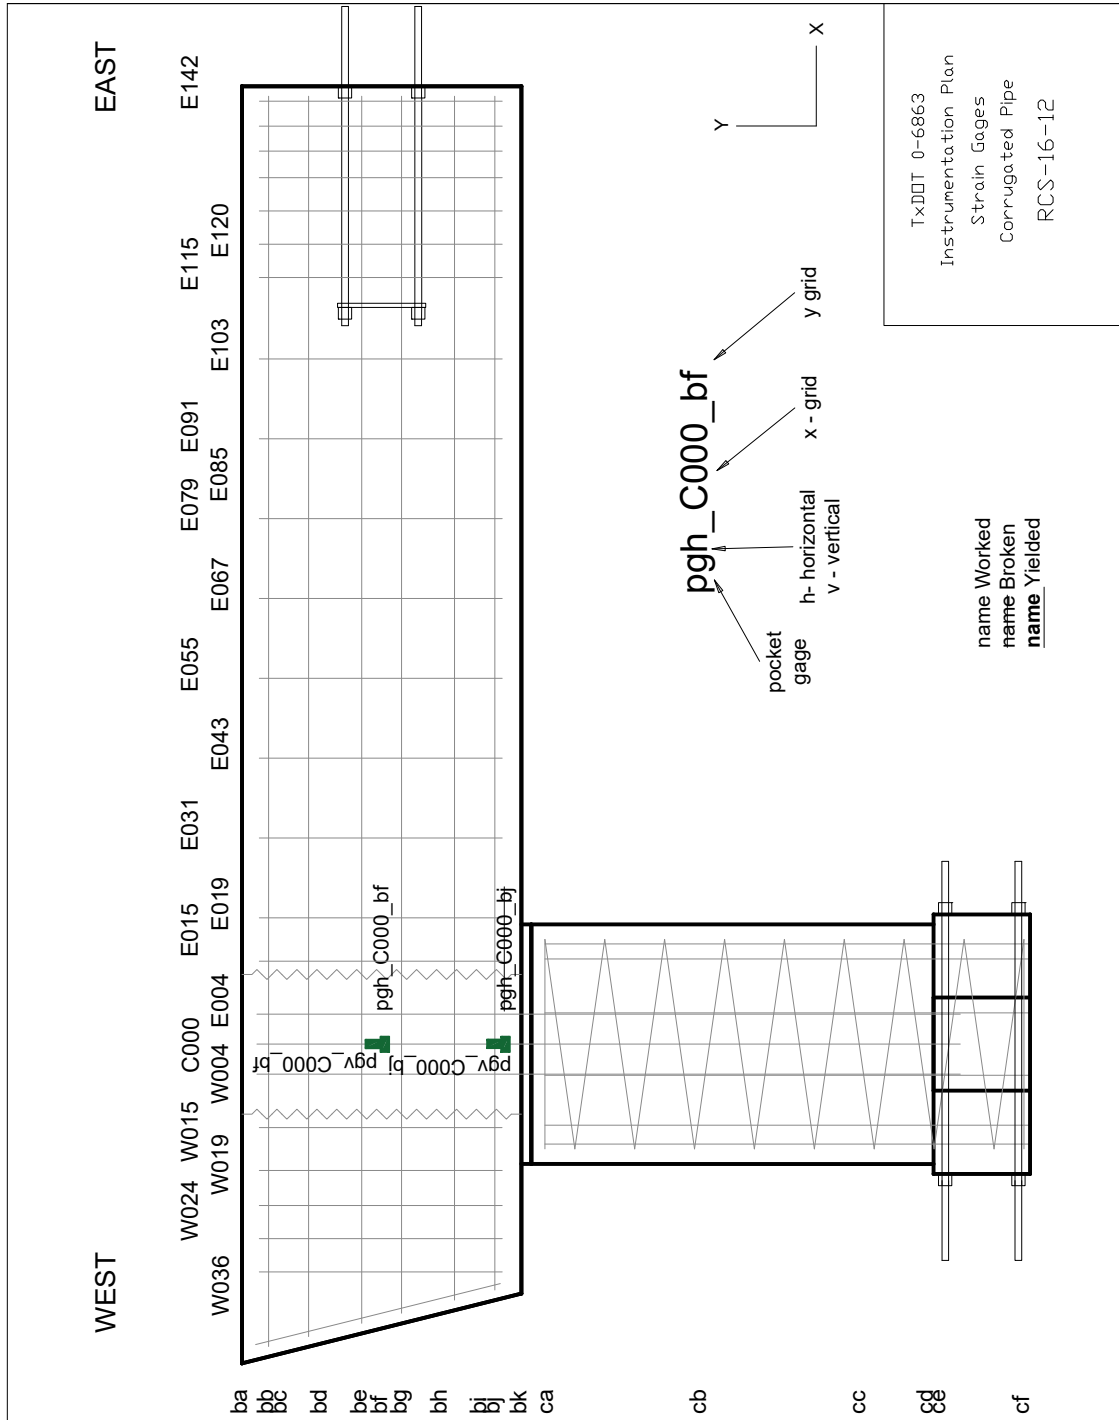 WEST
EAST
W036
W024
W019
W015
W004
C000
E004
E015
E019
E031
E043
E055
E067
E079
E085
E091
E103
E115
E120
E142
ba
bb
bc
bd
be
bf
bg
bh
bi
bj
bk
ca
cb
cc
cd
ce
cf
pgv_C000_bf
pgh_C000_bf
pgv_C000_bj
pgh_C000_bj
pgh_C000_bf
pocket
gage
h- horizontal
v - vertical
x - grid
y grid
Y
X
name Worked
name Broken
name Yielded
TxDOT 0-6863
Instrumentation Plan
Strain Gages
Corrugated Pipe
RCS-16-12